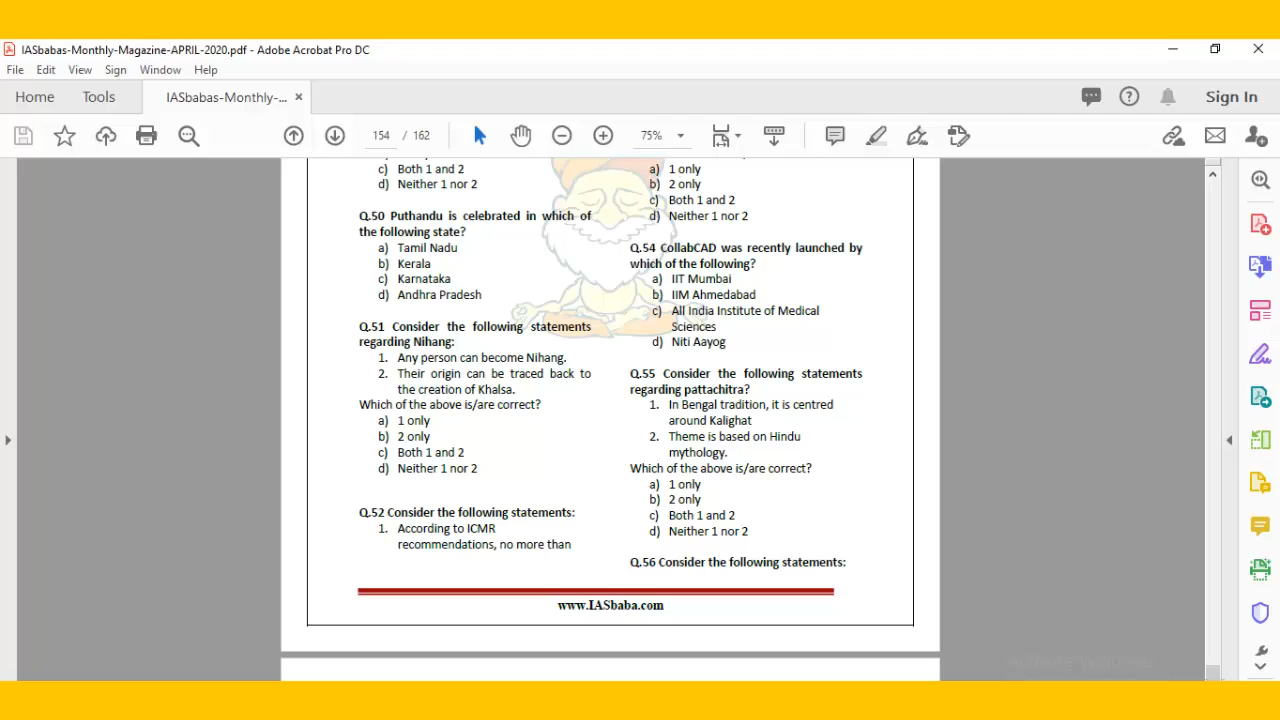 IASbabas-Monthly-Magazine-APRIL-2020.pdf - Adobe Acrobat Pro DC
File Edit View Sign Window Help
Home Tools IASbabas-Monthly-... ×
Sign In
154 / 162
75%
c) Both 1 and 2
d) Neither 1 nor 2
Q.50 Puthandu is celebrated in which of
the following state?
a) Tamil Nadu
b) Kerala
c) Karnataka
d) Andhra Pradesh
Q.51 Consider the following statements
regarding Nihang:
1. Any person can become Nihang.
2. Their origin can be traced back to
the creation of Khalsa.
Which of the above is/are correct?
a) 1 only
b) 2 only
c) Both 1 and 2
d) Neither 1 nor 2
Q.52 Consider the following statements:
1. According to ICMR
recommendations, no more than
a) 1 only
b) 2 only
c) Both 1 and 2
d) Neither 1 nor 2
Q.54 CollabCAD was recently launched by
which of the following?
a) IIT Mumbai
b) IIM Ahmedabad
c) All India Institute of Medical
Sciences
d) Niti Aayog
Q.55 Consider the following statements
regarding pattachitra?
1. In Bengal tradition, it is centred
around Kalighat
2. Theme is based on Hindu
mythology.
Which of the above is/are correct?
a) 1 only
b) 2 only
c) Both 1 and 2
d) Neither 1 nor 2
Q.56 Consider the following statements:
www.IASbaba.com